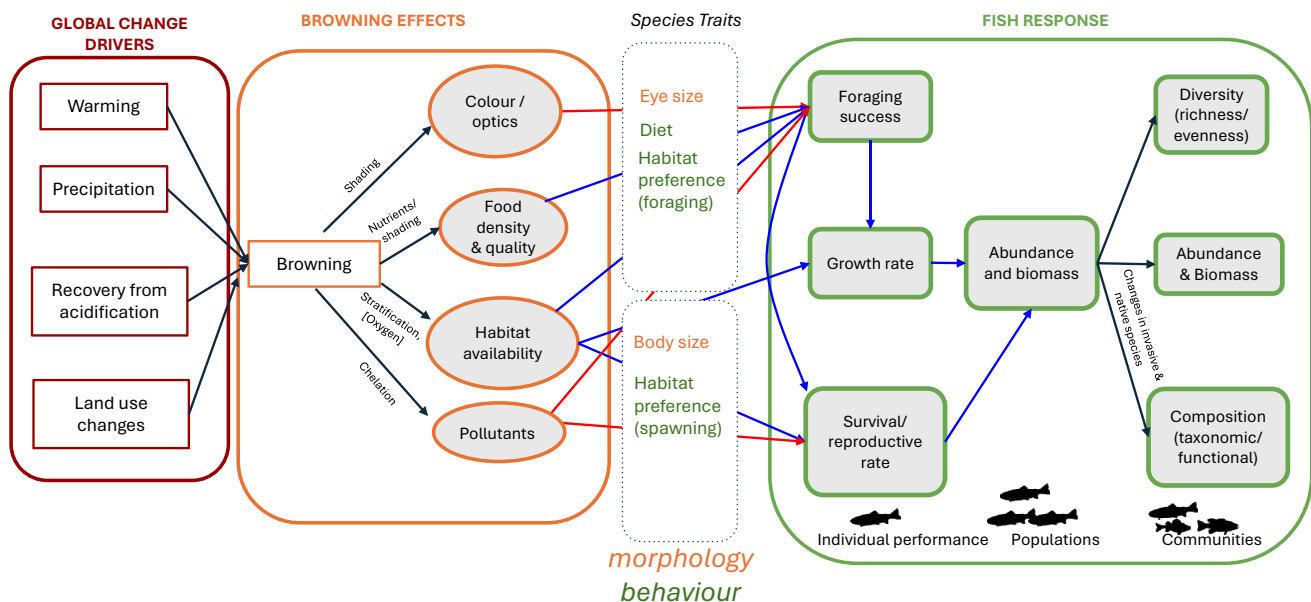 GLOBAL CHANGE
DRIVERS
Warming
Precipitation
Recovery from
acidification
Land use
changes
BROWNING EFFECTS
Browning
Shading
Nutrients/
shading
Stratification,
[Oxygen]
Chelation
Colour /
optics
Food
density
& quality
Habitat
availability
Pollutants
Species Traits
Eye size
Diet
Habitat
preference
(foraging)
Body size
Habitat
preference
(spawning)
morphology
behaviour
FISH RESPONSE
Foraging
success
Growth rate
Survival/
reproductive
rate
Abundance
and biomass
Changes in invasive &
native species
Diversity
(richness/
evenness)
Abundance
& Biomass
Composition
(taxonomic/
functional)
Individual performance
Populations
Communities